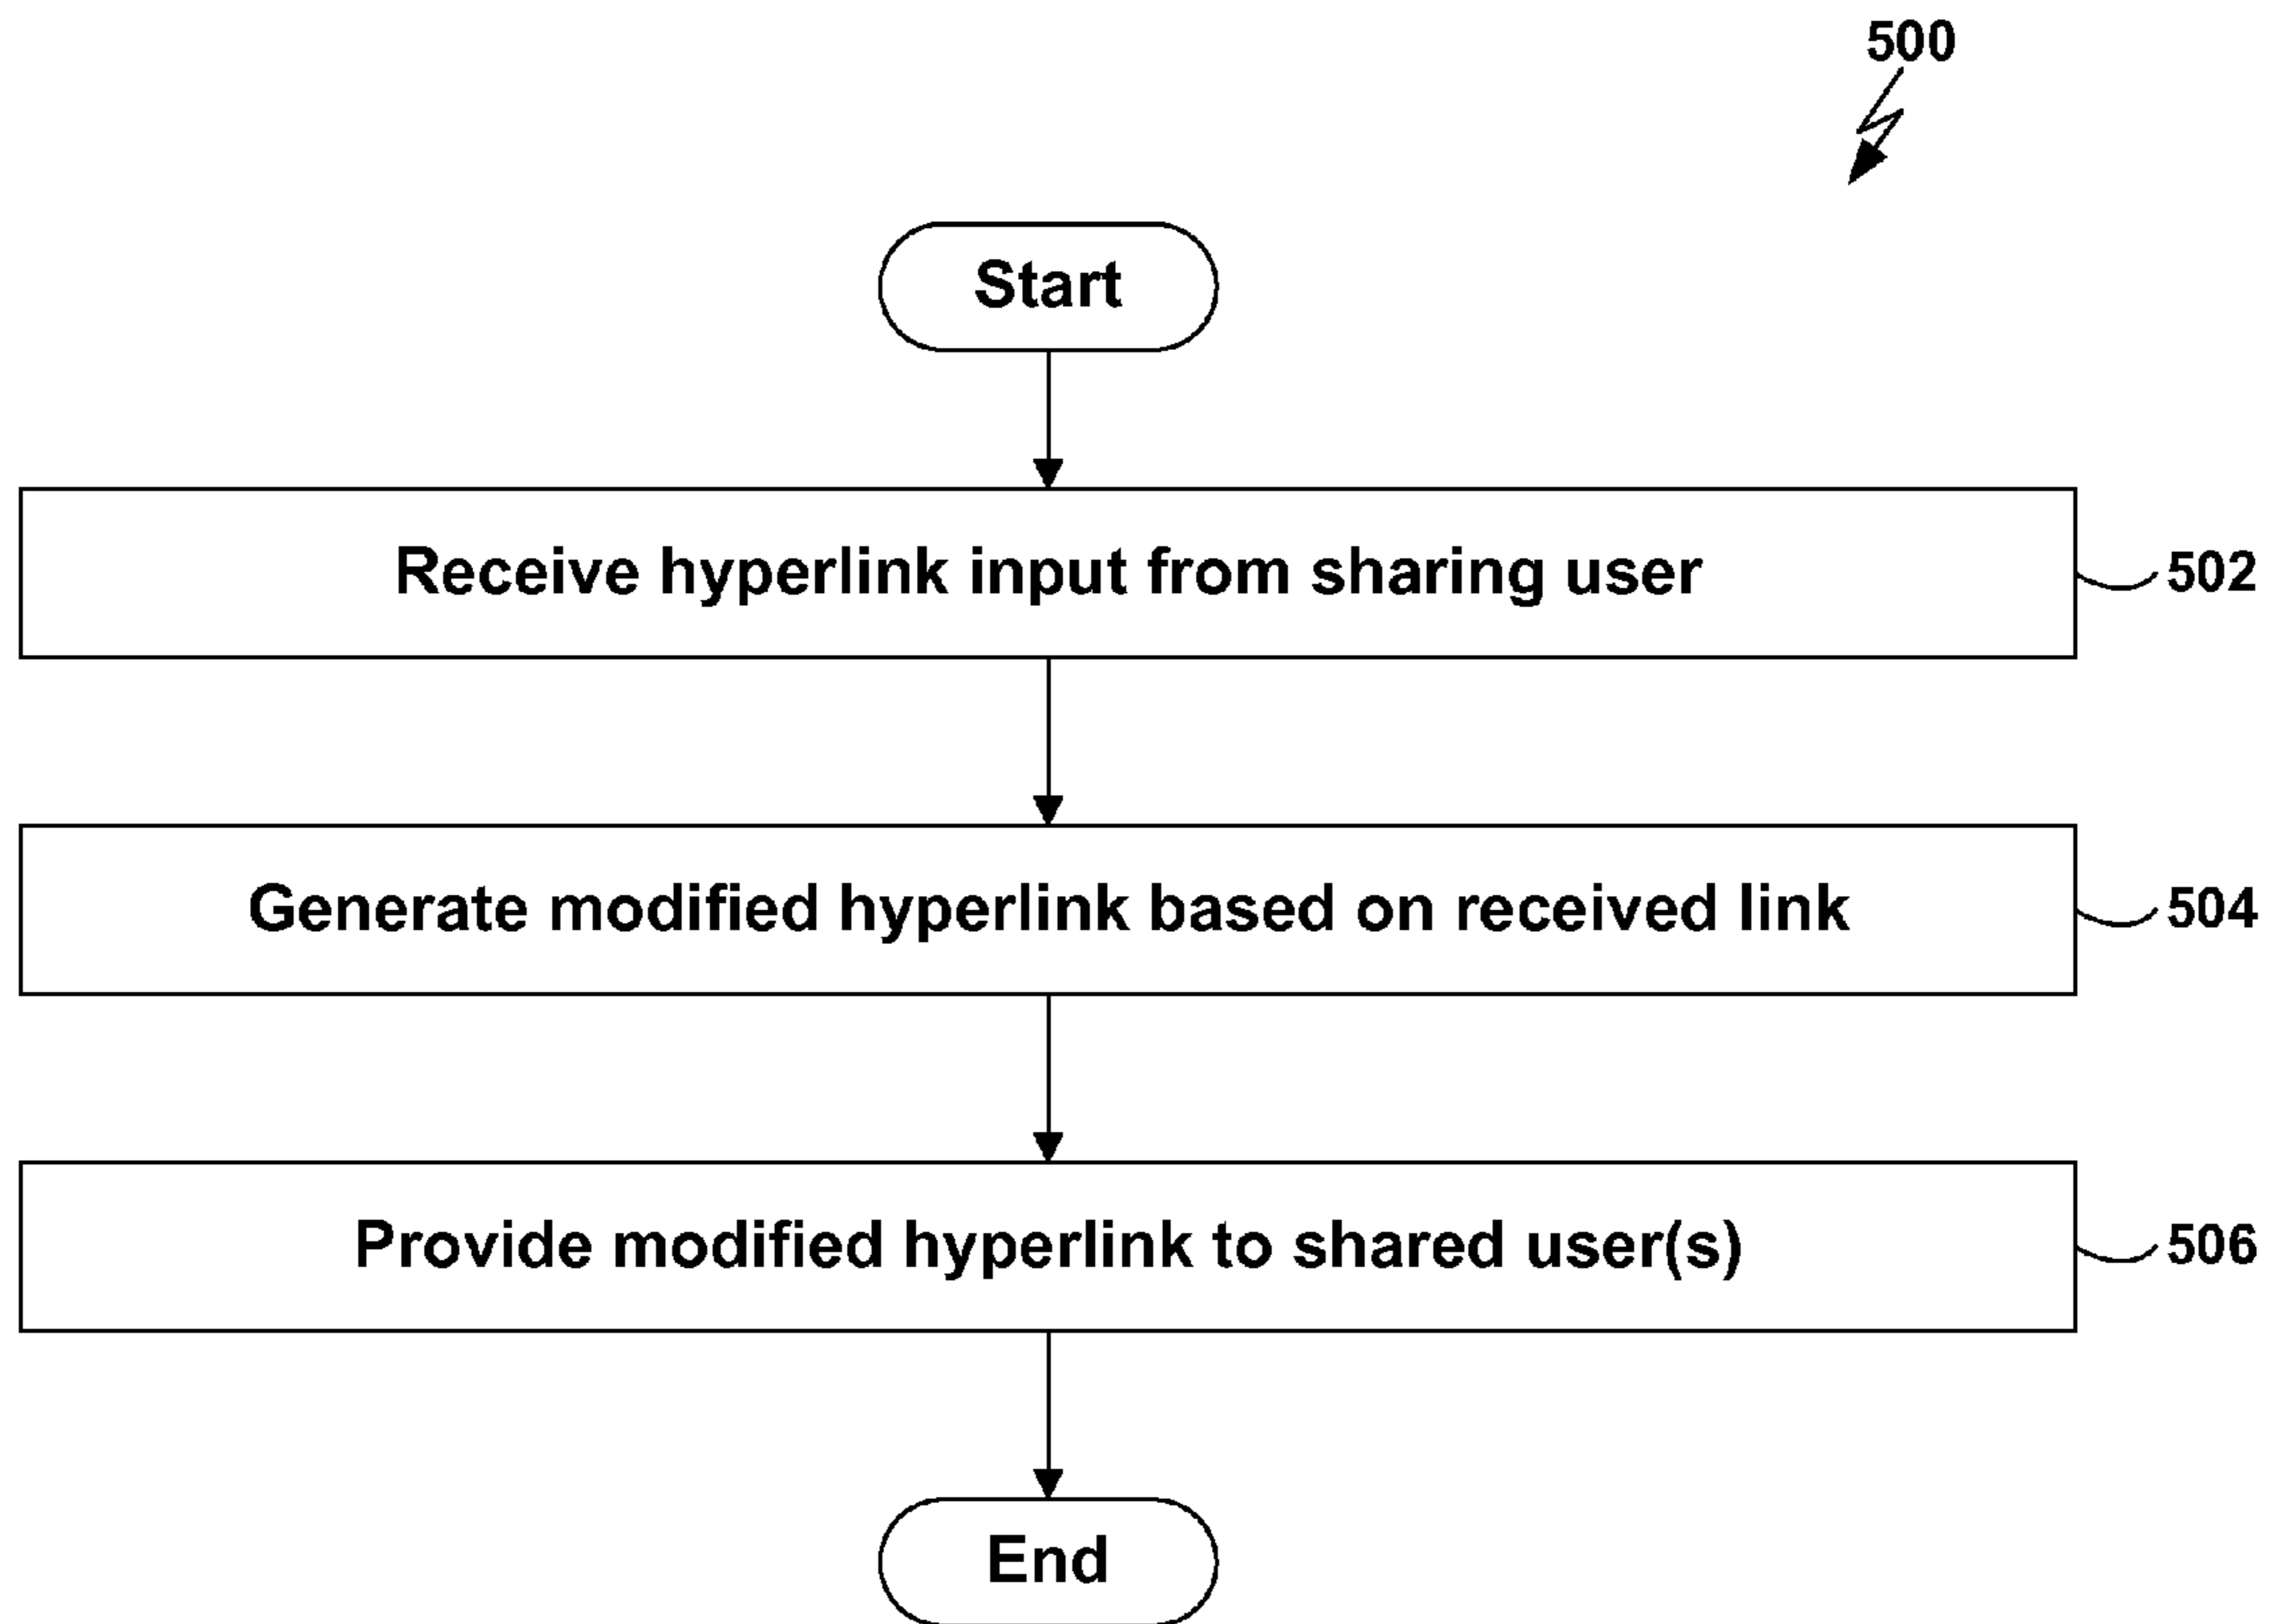 500
Start
Receive hyperlink input from sharing user
502
Generate modified hyperlink based on received link
504
Provide modified hyperlink to shared user(s)
506
End